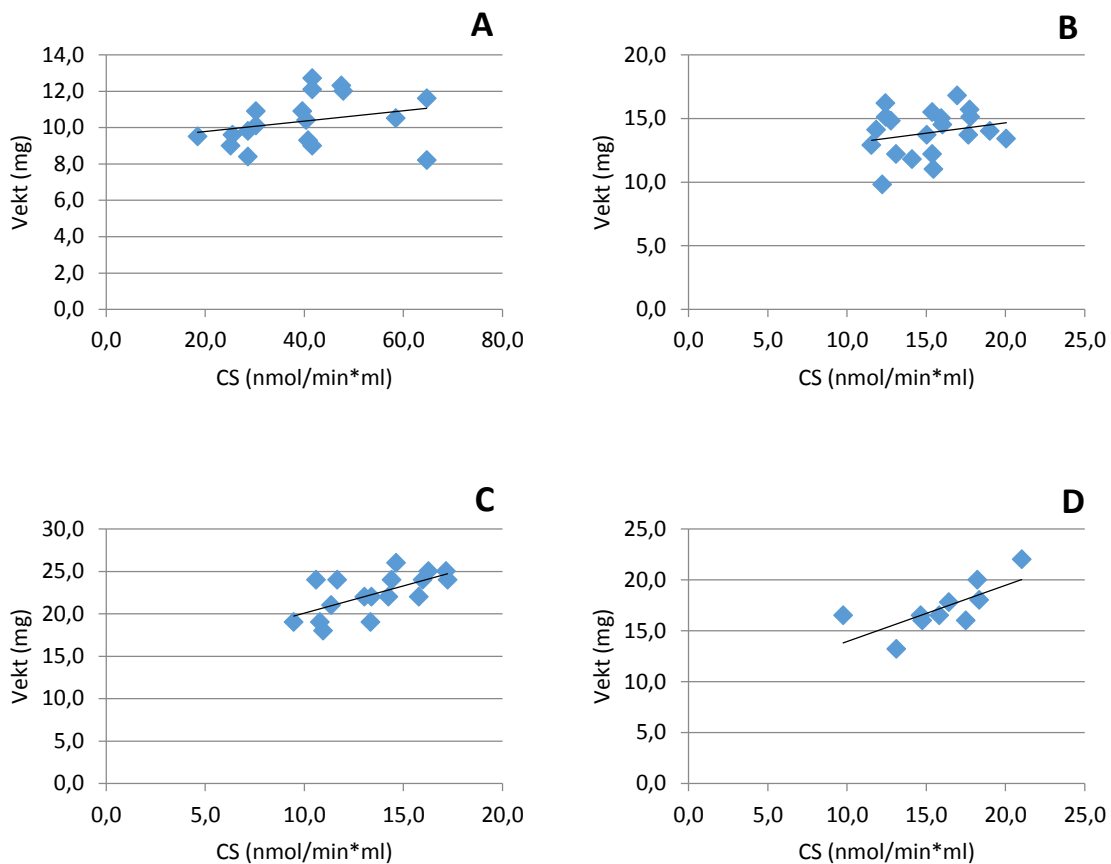 A
14,0
12,0
10,0
8,0
6,0
4,0
2,0
0,0
Vekt (mg)
0,0 20,0 40,0 60,0 80,0
CS (nmol/min*ml)
B
20,0
15,0
10,0
5,0
0,0
Vekt (mg)
0,0 5,0 10,0 15,0 20,0 25,0
CS (nmol/min*ml)
C
30,0
25,0
20,0
15,0
10,0
5,0
0,0
Vekt (mg)
0,0 5,0 10,0 15,0 20,0
CS (nmol/min*ml)
D
25,0
20,0
15,0
10,0
5,0
0,0
Vekt (mg)
0,0 5,0 10,0 15,0 20,0 25,0
CS (nmol/min*ml)